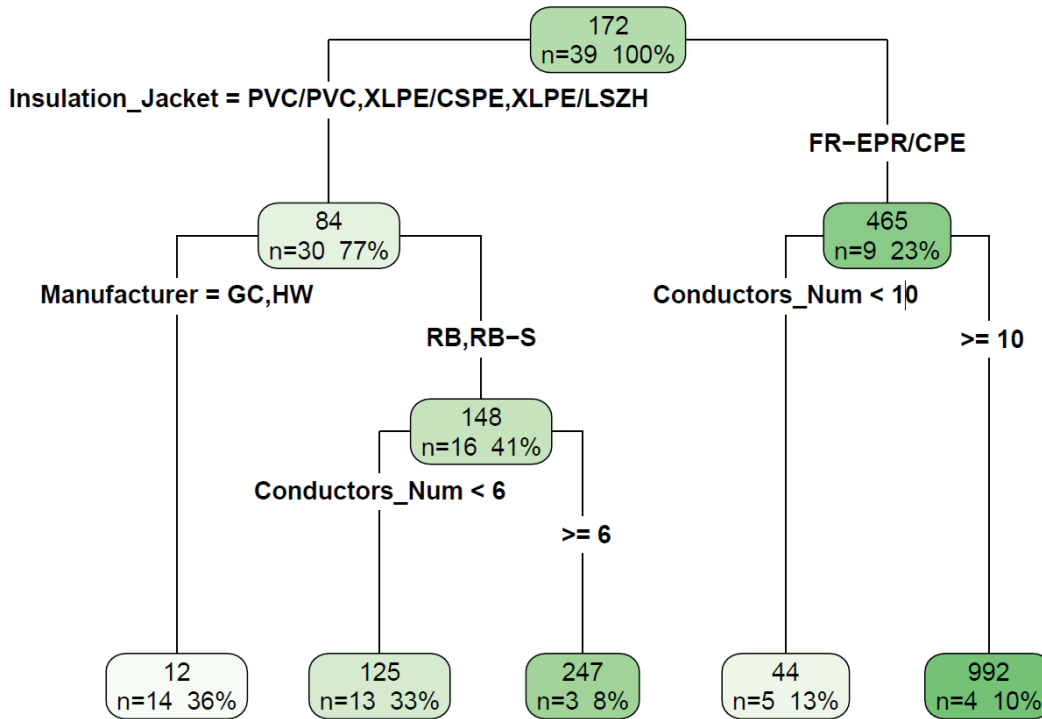 172
n=39 100%
Insulation_Jacket = PVC/PVC,XLPE/CSPE,XLPE/LSZH
FR−EPR/CPE
84
n=30 77%
465
n=9 23%
Manufacturer = GC,HW
Conductors_Num < 10
RB,RB−S
>= 10
148
n=16 41%
Conductors_Num < 6
>= 6
12
n=14 36%
125
n=13 33%
247
n=3 8%
44
n=5 13%
992
n=4 10%